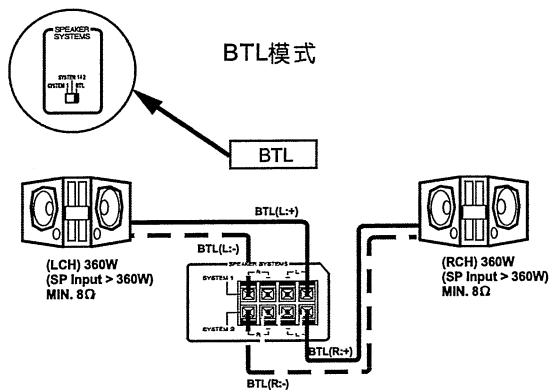 SPEAKER
SYSTEMS
SYSTEM 1+2
SYSTEM 1
BTL
BTL模式
BTL
BTL(L:+)
BTL(L:-)
(LCH) 360W
(SP Input > 360W)
MIN. 8Ω
(RCH) 360W
(SP Input > 360W)
MIN. 8Ω
SPEAKER SYSTEMS
R
L
SYSTEM 1
SYSTEM 2
R
L
BTL(R:+)
BTL(R:-)